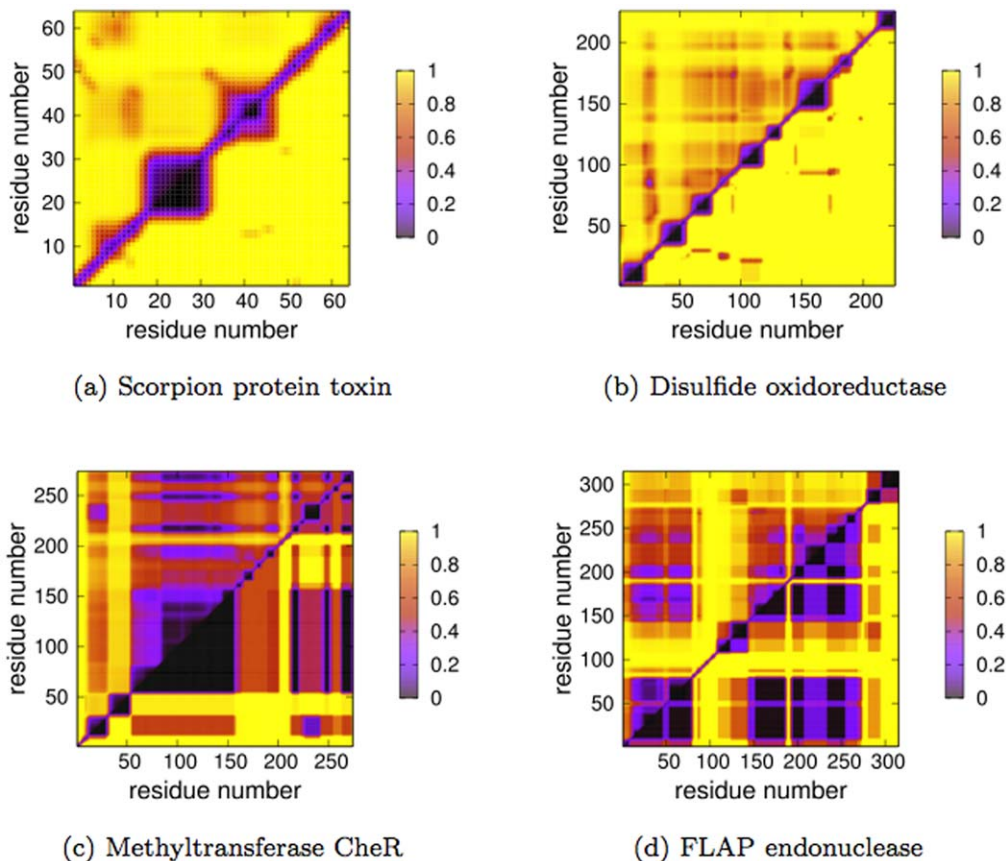 60
50
40
30
20
10
10 20 30 40 50 60
residue number
residue number
1
0.8
0.6
0.4
0.2
0
(a) Scorpion protein toxin
200
150
100
50
50 100 150 200
residue number
residue number
1
0.8
0.6
0.4
0.2
0
(b) Disulfide oxidoreductase
250
200
150
100
50
50 100 150 200 250
residue number
residue number
1
0.8
0.6
0.4
0.2
0
(c) Methyltransferase CheR
300
250
200
150
100
50
50 100 150 200 250 300
residue number
residue number
1
0.8
0.6
0.4
0.2
0
(d) FLAP endonuclease